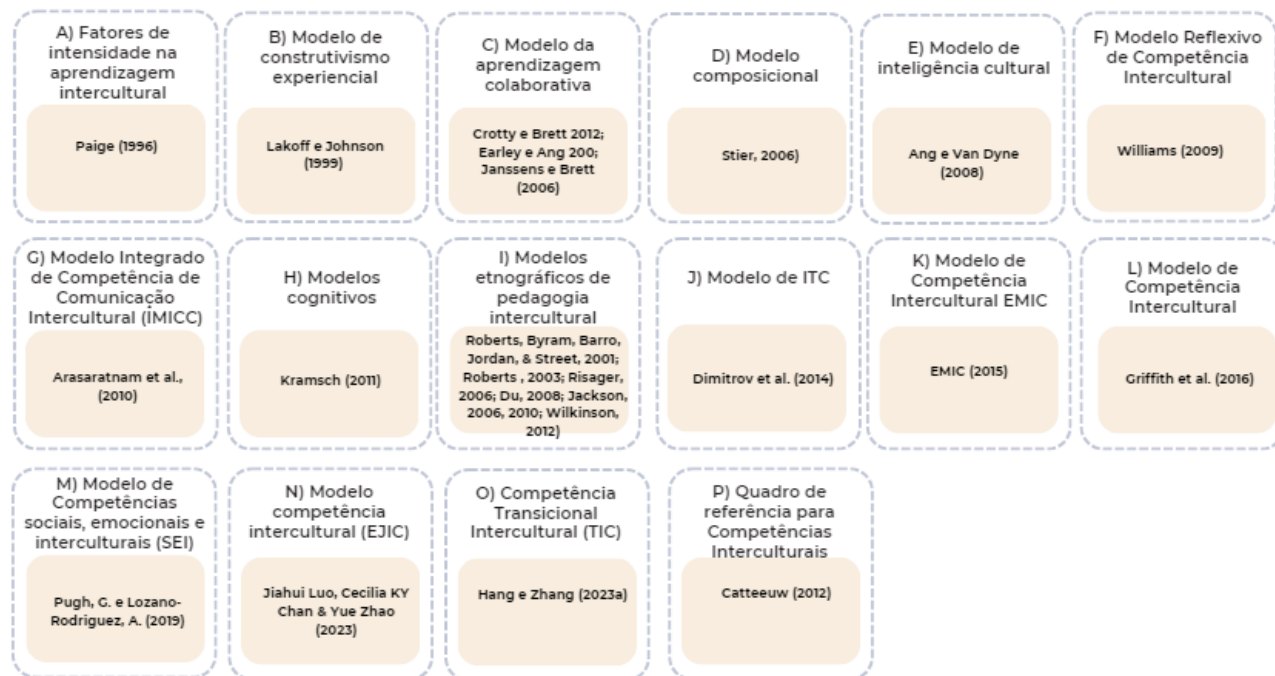 A) Fatores de
intensidade na
aprendizagem
intercultural
Paige (1996)
B) Modelo de
construtivismo
experiencial
Lakoff e Johnson
(1999)
C) Modelo da
aprendizagem
colaborativa
Crotty e Brett 2012;
Earley e Ang 200;
Janssens e Brett
(2006)
D) Modelo
composicional
Stier, 2006)
E) Modelo de
inteligência cultural
Ang e Van Dyne
(2008)
F) Modelo Reflexivo
de Competência
Intercultural
Williams (2009)
G) Modelo Integrado
de Competência de
Comunicação
Intercultural (IMICC)
Arasaratnam et al.,
(2010)
H) Modelos
cognitivos
Kramsch (2011)
I) Modelos
etnográficos de
pedagogia
intercultural
Roberts, Byram, Barro,
Jordan, & Street, 2001;
Roberts , 2003; Risager,
2006; Du, 2008; Jackson,
2006, 2010; Wilkinson,
2012)
J) Modelo de ITC
Dimitrov et al. (2014)
K) Modelo de
Competência
Intercultural EMIC
EMIC (2015)
L) Modelo de
Competência
Intercultural
Griffith et al. (2016)
M) Modelo de
Competências
sociais, emocionais e
interculturais (SEI)
Pugh, G. e Lozano-
Rodriguez, A. (2019)
N) Modelo
competência
intercultural (EJIC)
Jiahui Luo, Cecilia KY
Chan & Yue Zhao
(2023)
O) Competência
Transicional
Intercultural (TIC)
Hang e Zhang (2023a)
P) Quadro de
referência para
Competências
Interculturais
Catteeuw (2012)